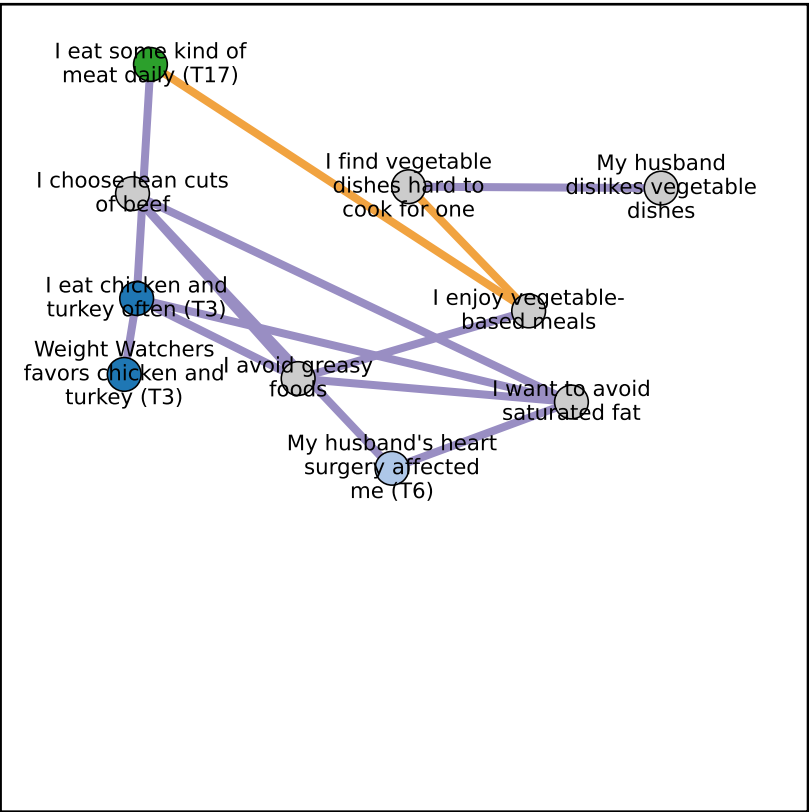 I eat some kind of
meat daily (T17)
I find vegetable
dishes hard to
cook for one
My husband
dislikes vegetable
dishes
I choose lean cuts
of beef
I eat chicken and
turkey often (T3)
I enjoy vegetable-
based meals
Weight Watchers
favors chicken and
turkey (T3)
I avoid greasy
foods
I want to avoid
saturated fat
My husband's heart
surgery affected
me (T6)